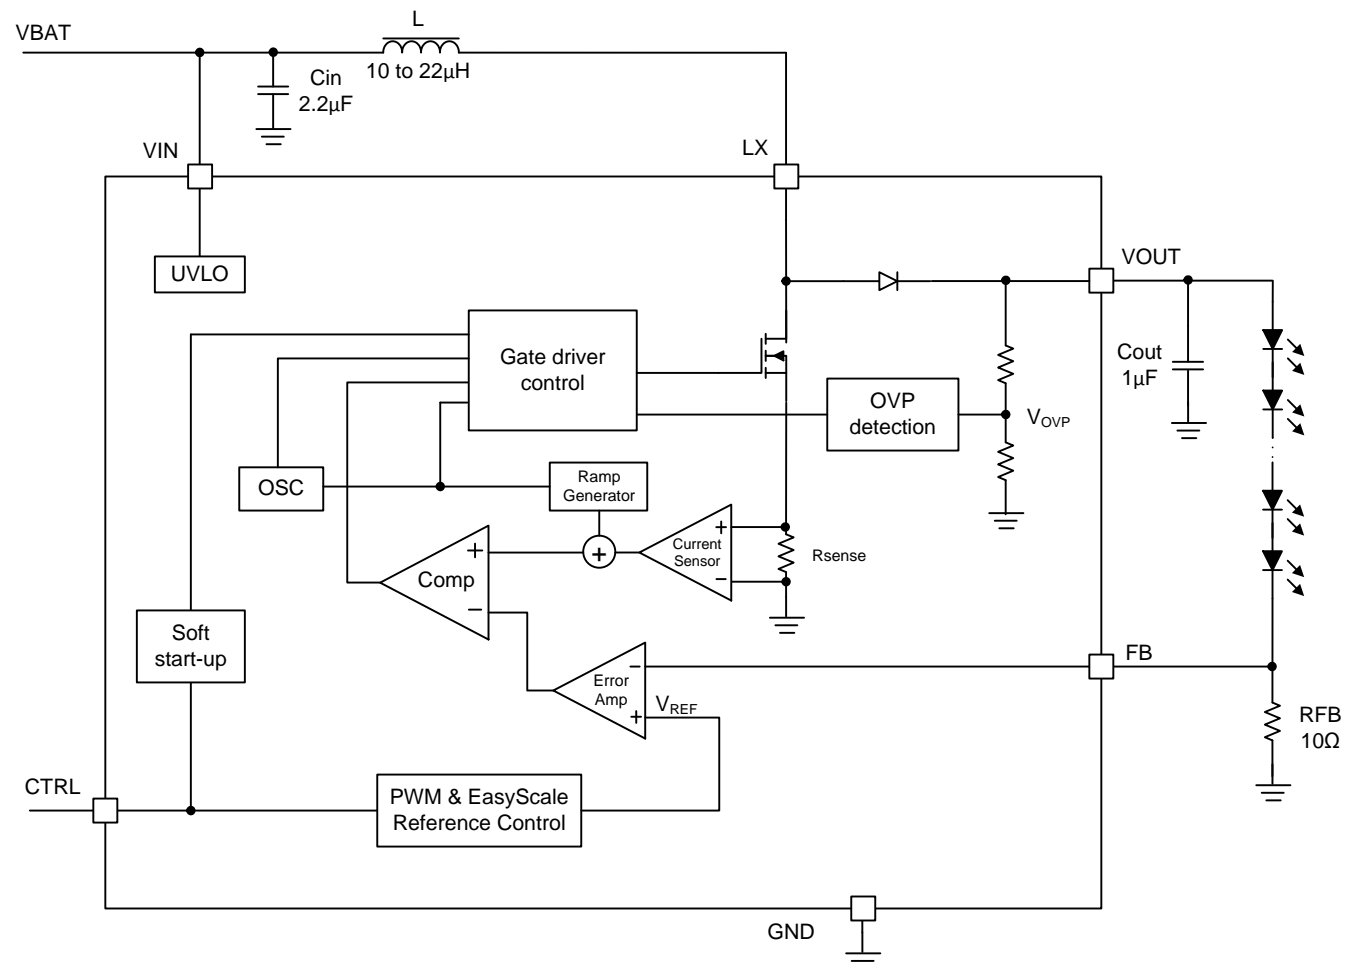 L
VBAT
10 to 22µH
Cin
2.2µF
VIN
LX
UVLO
VOUT
Gate driver
control
Cout
1µF
OVP
detection
VOVP
OSC
Ramp
Generator
+
+
Current
Sensor
−
Rsense
+
Comp
−
Soft
start-up
FB
−
Error
Amp
+
VREF
RFB
10Ω
CTRL
PWM & EasyScale
Reference Control
GND